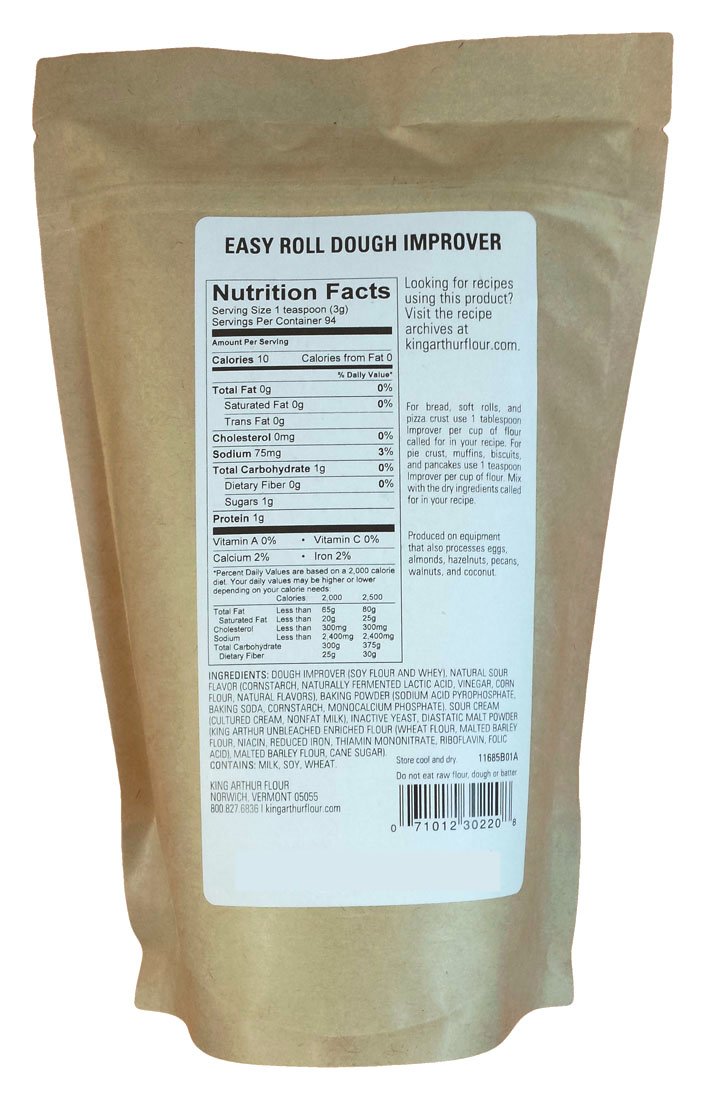 EASY ROLL DOUGH IMPROVER
Nutrition Facts
Serving Size 1 teaspoon (3g)
Servings Per Container 94
Amount Per Serving
Calories 10 Calories from Fat 0
% Daily Value*
Total Fat 0g 0%
Saturated Fat 0g 0%
Trans Fat 0g
Cholesterol 0mg 0%
Sodium 75mg 3%
Total Carbohydrate 1g 0%
Dietary Fiber 0g 0%
Sugars 1g
Protein 1g
Vitamin A 0% • Vitamin C 0%
Calcium 2% • Iron 2%
*Percent Daily Values are based on a 2,000 calorie
diet. Your daily values may be higher or lower
depending on your calorie needs:
Calories 2,000 2,500
Total Fat Less than 65g 80g
Saturated Fat Less than 20g 25g
Cholesterol Less than 300mg 300mg
Sodium Less than 2,400mg 2,400mg
Total Carbohydrate 300g 375g
Dietary Fiber 25g 30g
Looking for recipes
using this product?
Visit the recipe
archives at
kingarthurflour.com.
For bread, soft rolls, and
pizza crust use 1 tablespoon
Improver per cup of flour
called for in your recipe. For
pie crust, muffins, biscuits,
and pancakes use 1 teaspoon
Improver per cup of flour. Mix
with the dry ingredients called
for in your recipe.
Produced on equipment
that also processes eggs,
almonds, hazelnuts, pecans,
walnuts, and coconut.
INGREDIENTS: DOUGH IMPROVER (SOY FLOUR AND WHEY), NATURAL SOUR
FLAVOR (CORNSTARCH, NATURALLY FERMENTED LACTIC ACID, VINEGAR, CORN
FLOUR, NATURAL FLAVORS), BAKING POWDER (SODIUM ACID PYROPHOSPHATE,
BAKING SODA, CORNSTARCH, MONOCALCIUM PHOSPHATE), SOUR CREAM
(CULTURED CREAM, NONFAT MILK), INACTIVE YEAST, DIASTATIC MALT POWDER
(KING ARTHUR UNBLEACHED ENRICHED FLOUR (WHEAT FLOUR, MALTED BARLEY
FLOUR, NIACIN, REDUCED IRON, THIAMIN MONONITRATE, RIBOFLAVIN, FOLIC
ACID), MALTED BARLEY FLOUR, CANE SUGAR).
CONTAINS: MILK, SOY, WHEAT.
Store cool and dry. 11685B01A
Do not eat raw flour, dough or batter.
KING ARTHUR FLOUR
NORWICH, VERMONT 05055
800.827.6836 | kingarthurflour.com
0 71012 30220 8